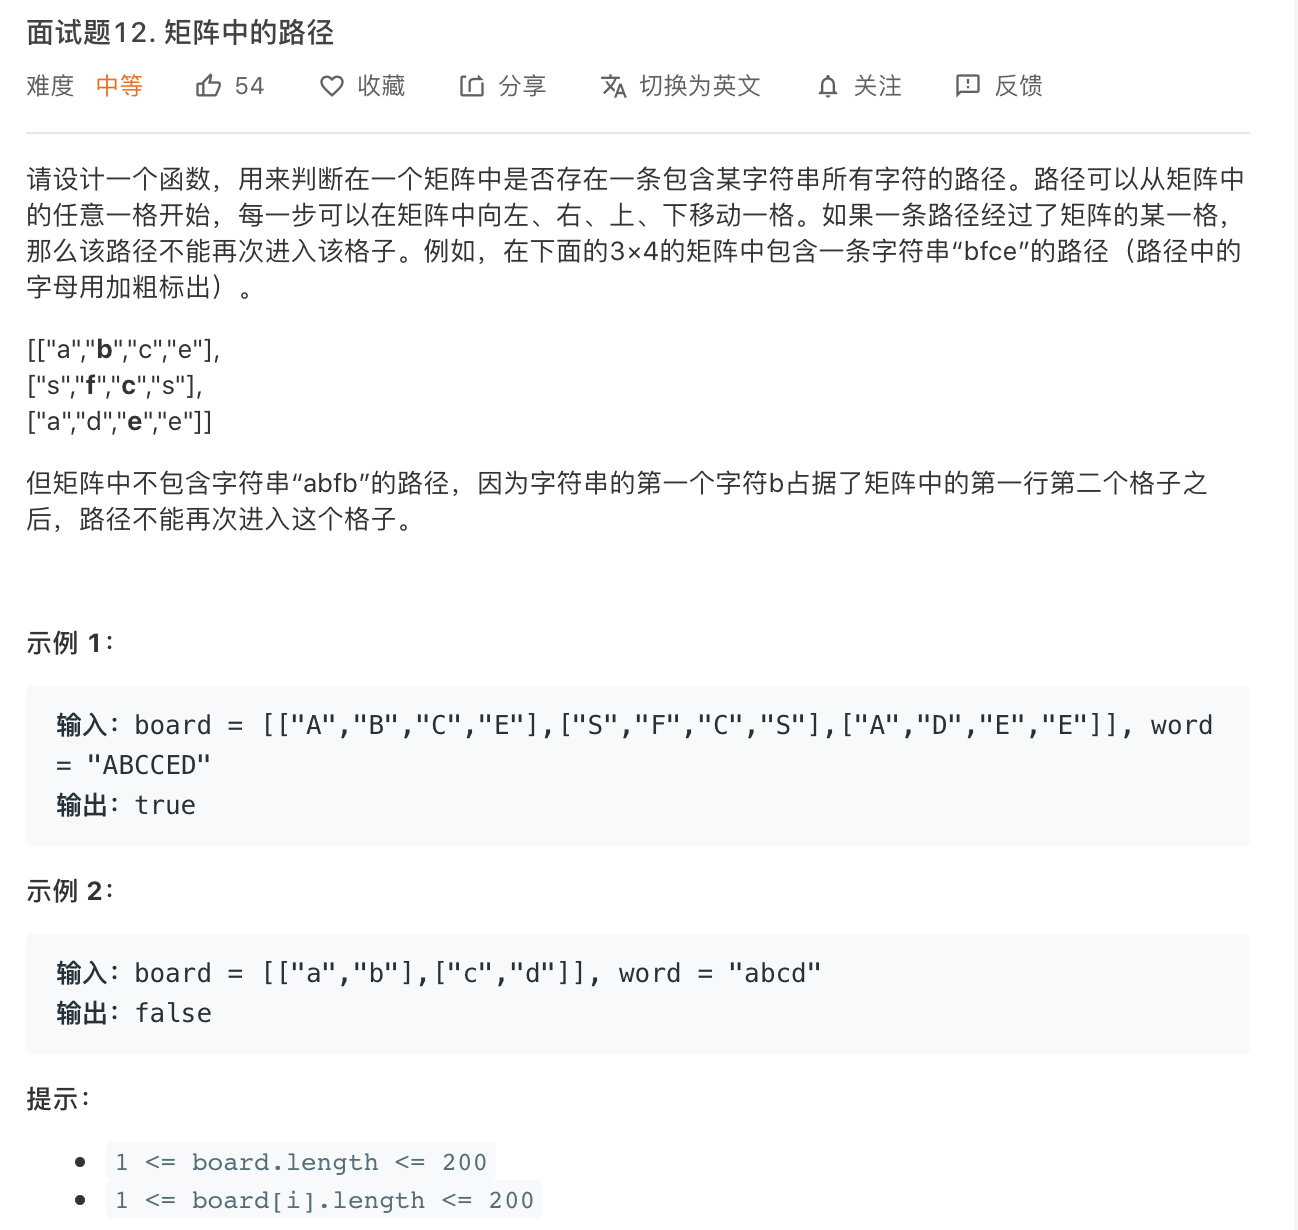 面试题12. 矩阵中的路径
难度 中等 54 收藏 分享 切换为英文 关注 反馈
请设计一个函数，用来判断在一个矩阵中是否存在一条包含某字符串所有字符的路径。路径可以从矩阵中
的任意一格开始，每一步可以在矩阵中向左、右、上、下移动一格。如果一条路径经过了矩阵的某一格，
那么该路径不能再次进入该格子。例如，在下面的3×4的矩阵中包含一条字符串“bfce”的路径（路径中的
字母用加粗标出）。
[["a","b","c","e"],
["s","f","c","s"],
["a","d","e","e"]]
但矩阵中不包含字符串“abfb”的路径，因为字符串的第一个字符b占据了矩阵中的第一行第二个格子之
后，路径不能再次进入这个格子。
示例 1：
输入：board = [["A","B","C","E"],["S","F","C","S"],["A","D","E","E"]], word
= "ABCCED"
输出：true
示例 2：
输入：board = [["a","b"],["c","d"]], word = "abcd"
输出：false
提示：
1 <= board.length <= 200
1 <= board[i].length <= 200